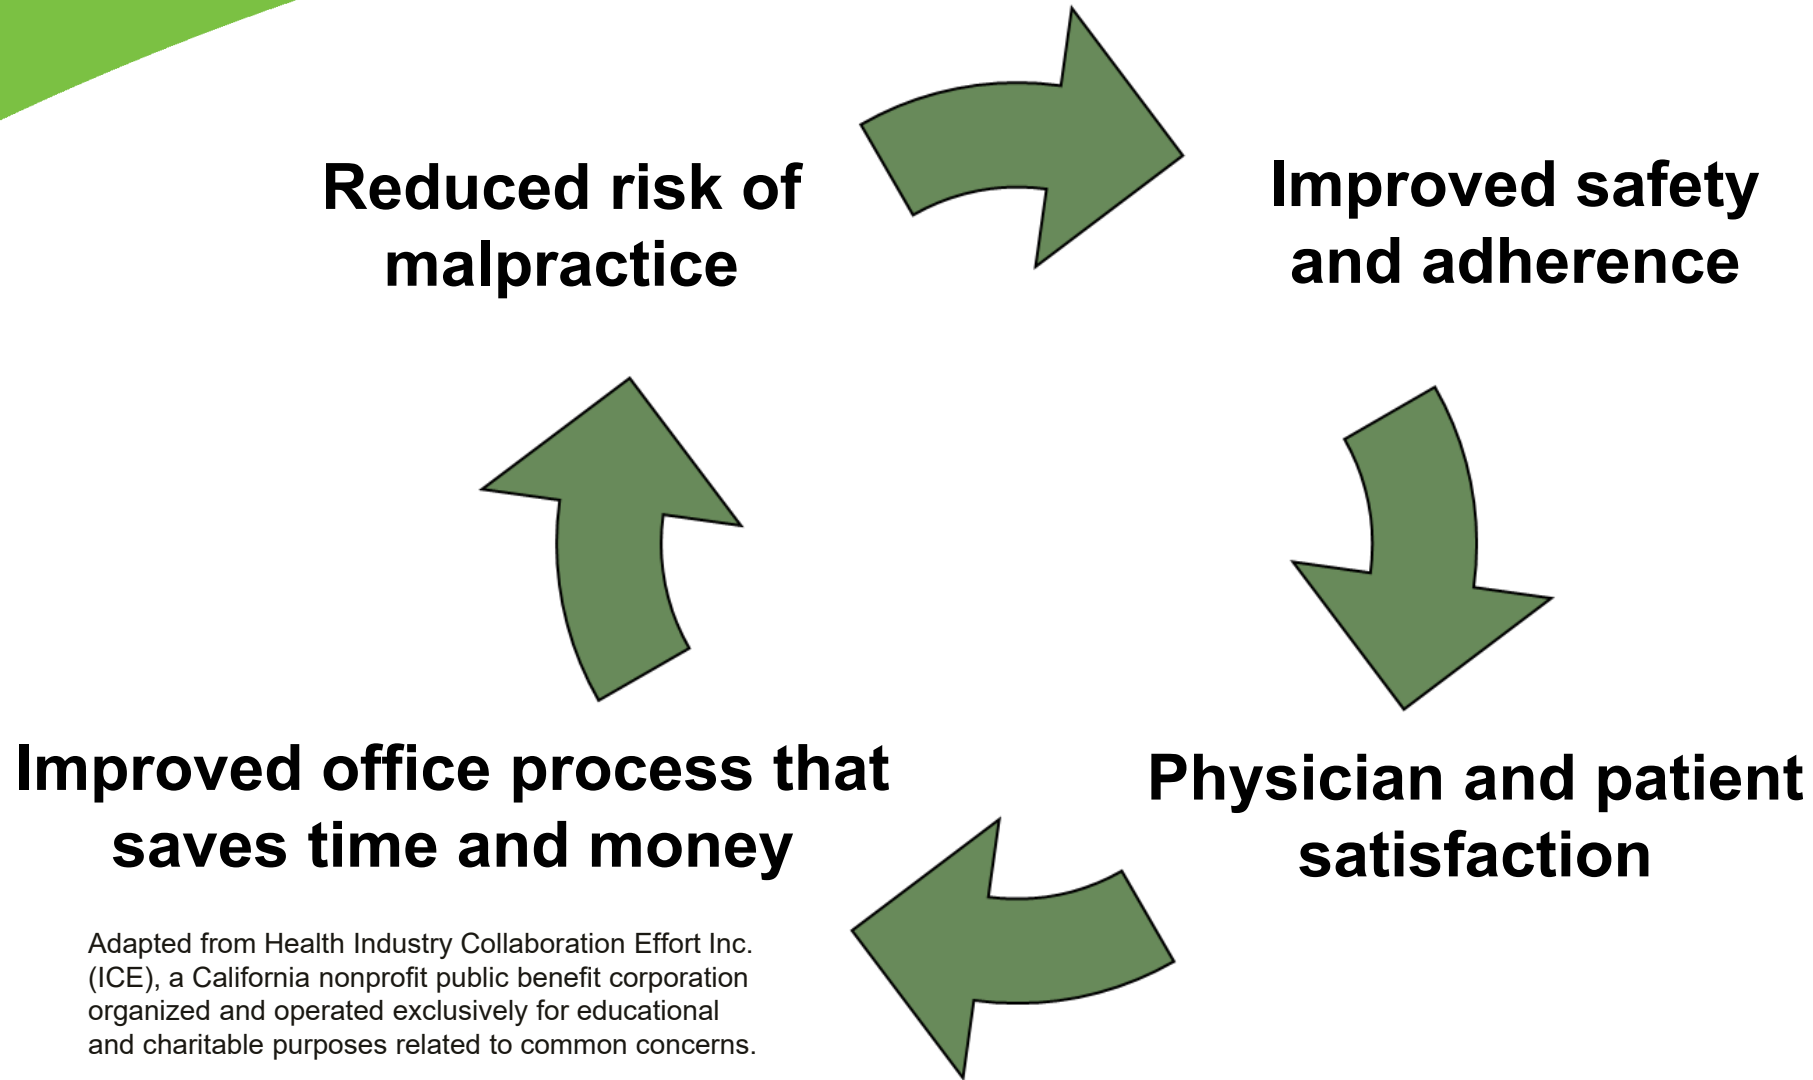 Reduced risk of
malpractice
Improved safety
and adherence
Physician and patient
satisfaction
Improved office process that
saves time and money
Adapted from Health Industry Collaboration Effort Inc.
(ICE), a California nonprofit public benefit corporation
organized and operated exclusively for educational
and charitable purposes related to common concerns.